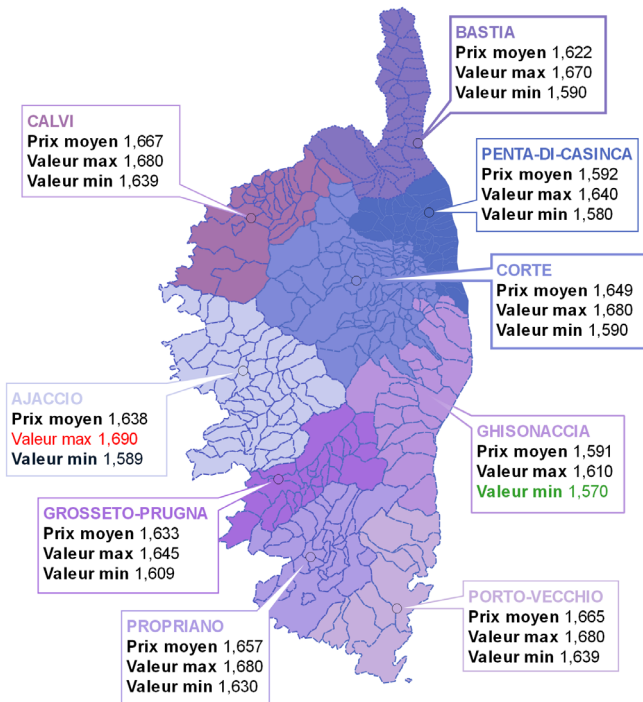 BASTIA
Prix moyen 1,622
Valeur max 1,670
Valeur min 1,590
CALVI
Prix moyen 1,667
Valeur max 1,680
Valeur min 1,639
PENTA-DI-CASINCA
Prix moyen 1,592
Valeur max 1,640
Valeur min 1,580
CORTE
Prix moyen 1,649
Valeur max 1,680
Valeur min 1,590
AJACCIO
Prix moyen 1,638
Valeur max 1,690
Valeur min 1,589
GHISONACCIA
Prix moyen 1,591
Valeur max 1,610
Valeur min 1,570
GROSSETO-PRUGNA
Prix moyen 1,633
Valeur max 1,645
Valeur min 1,609
PORTO-VECCHIO
Prix moyen 1,665
Valeur max 1,680
Valeur min 1,639
PROPRIANO
Prix moyen 1,657
Valeur max 1,680
Valeur min 1,630